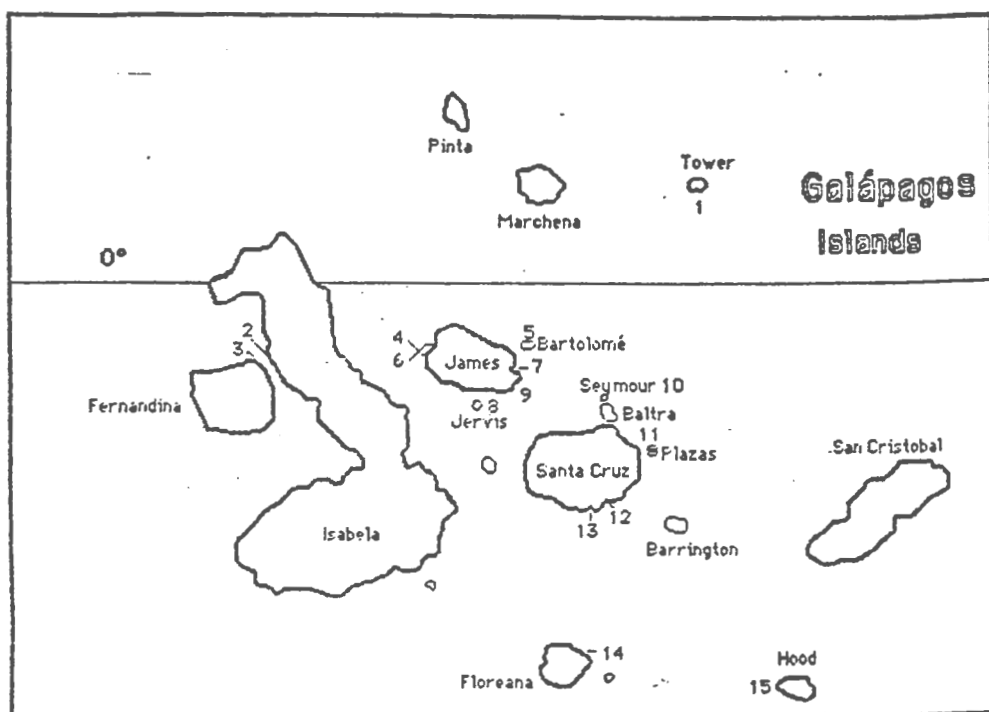 Pinta
Marchena
Tower
1
Galápagos
Islands
0°
2
3
Fernandina
4
6
James
5
Bartolomé
7
9
8
Jervis
Seymour 10
Baltra
11
Plazas
Santa Cruz
12
13
San Cristobal
Barrington
Isabela
14
Floreana
Hood
15